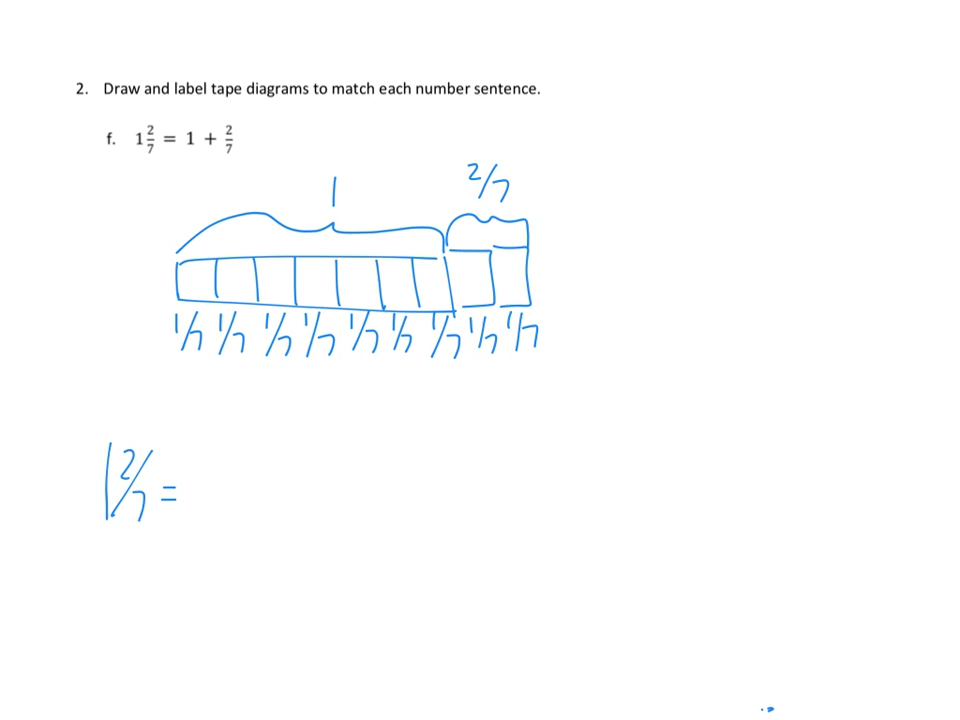 2. Draw and label tape diagrams to match each number sentence.
f. 1 2/7 = 1 + 2/7
1 2/7
1/7 1/7 1/7 1/7 1/7 1/7 1/7 1/7 1/7
1 2/7 =